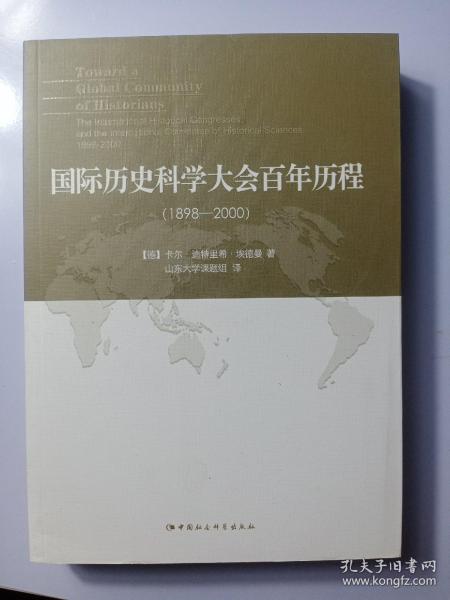 Toward a
Global Community
of Historians
The International Historical Congresses
and the International Committee of Historical Sciences,
1898-2000
国际历史科学大会百年历程
(1898—2000)
【德】卡尔·迪特里希·埃德曼 著
山东大学课题组 译
中国社会科学出版社
孔夫子旧书网
www.kongfz.com